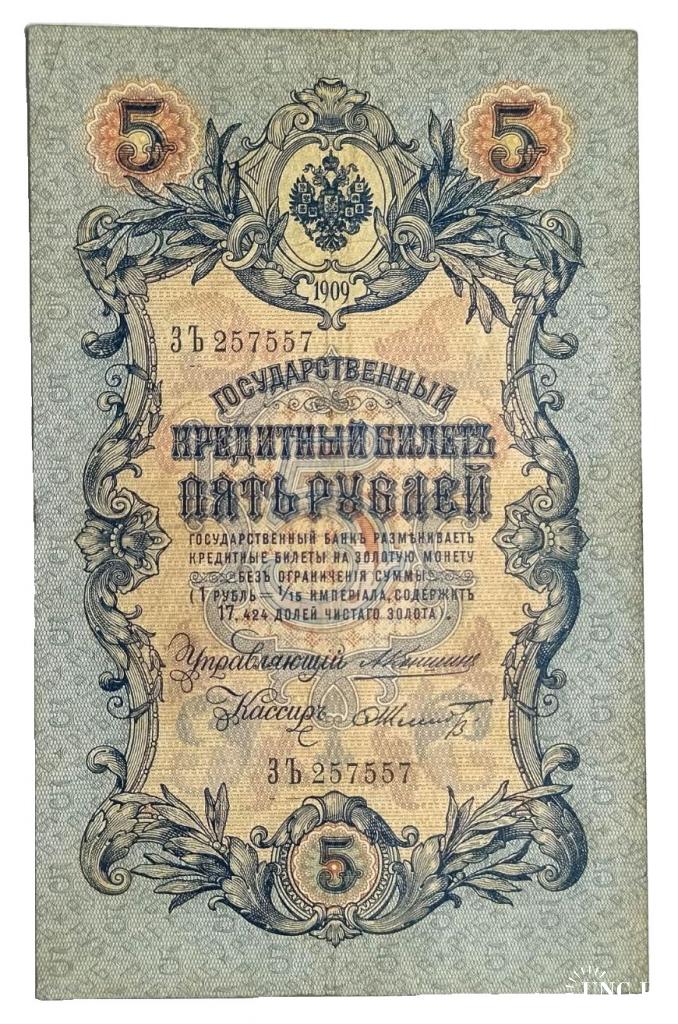 5 5
1909
ЗЪ 257557
ГОСУДАРСТВЕННЫЙ
КРЕДИТНЫЙ БИЛЕТЪ
ПЯТЬ РУБЛЕЙ
ГОСУДАРСТВЕННЫЙ БАНКЪ РАЗМѢНИВАЕТЪ
КРЕДИТНЫЕ БИЛЕТЫ НА ЗОЛОТУЮ МОНЕТУ
БЕЗЪ ОГРАНИЧЕНІЯ СУММЫ
(1 РУБЛЬ = 1/15 ИМПЕРІАЛА, СОДЕРЖИТЪ
17,424 ДОЛЕЙ ЧИСТАГО ЗОЛОТА).
Управляющій
Кассиръ
ЗЪ 257557
5